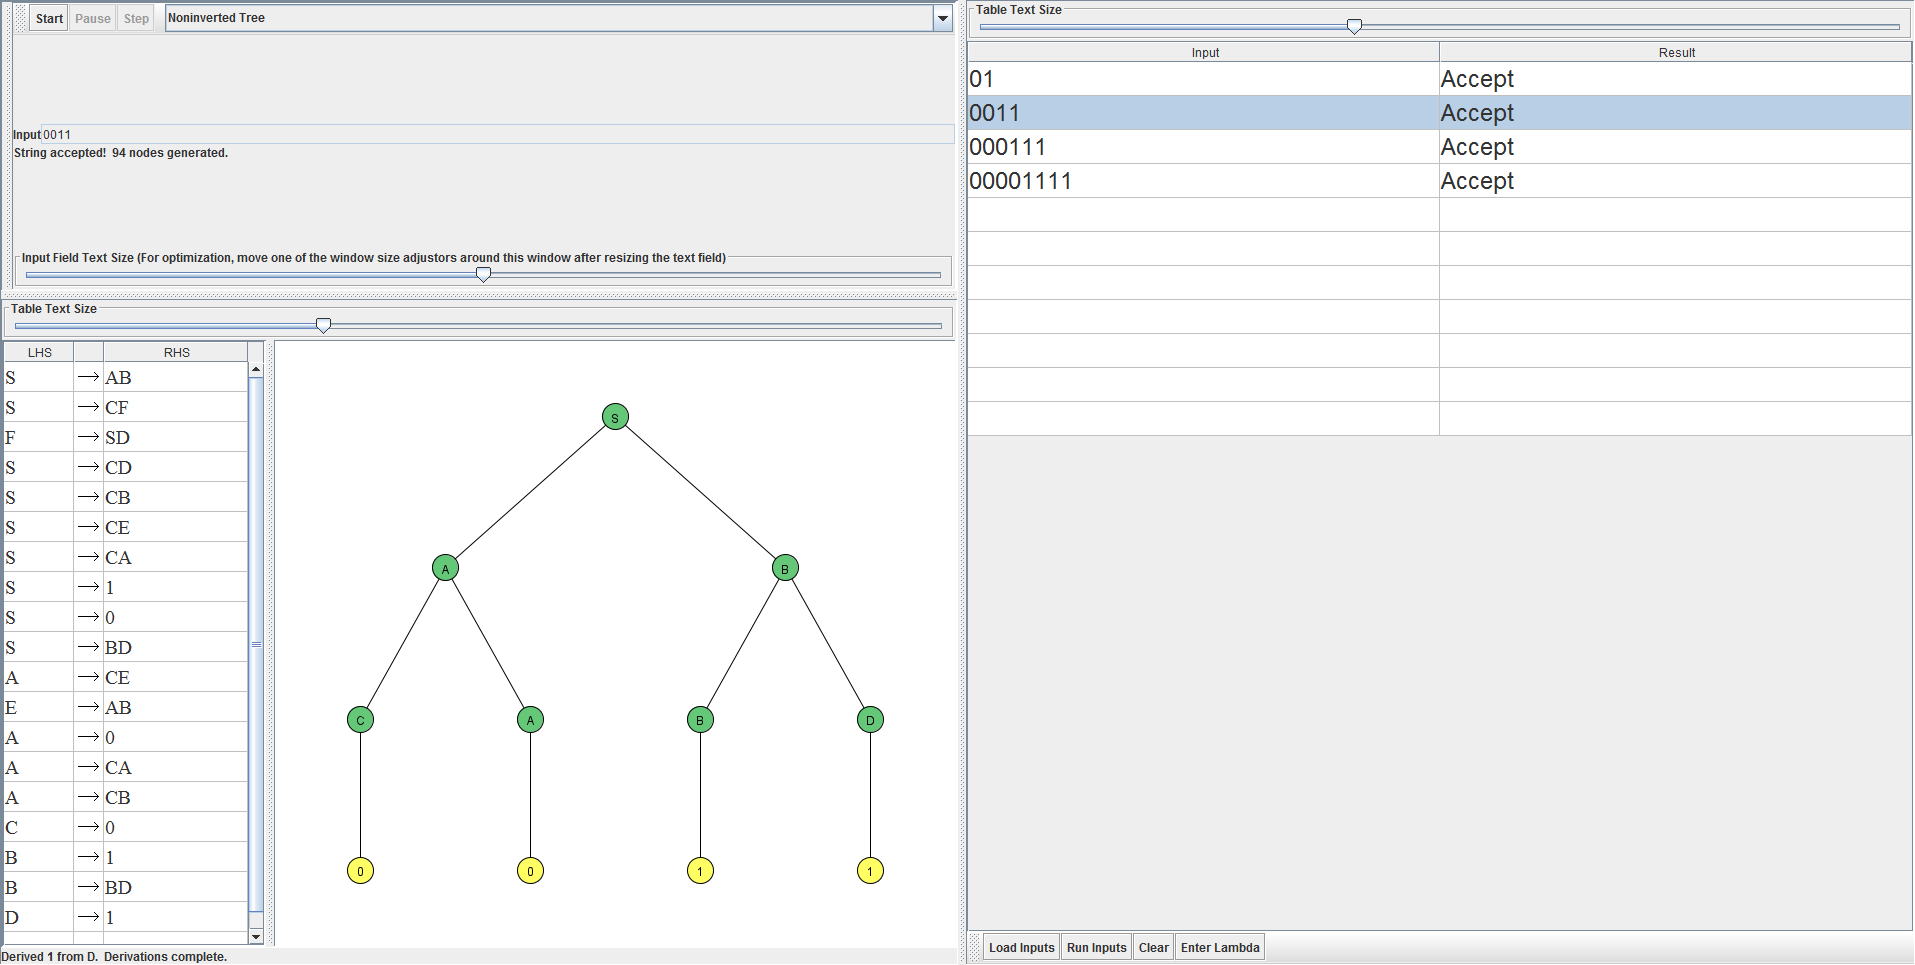 Start Pause Step Noninverted Tree
Input 0011
String accepted! 94 nodes generated.
Input Field Text Size (For optimization, move one of the window size adjustors around this window after resizing the text field)
Table Text Size
LHS RHS
S → AB
S → CF
F → SD
S → CD
S → CB
S → CE
S → CA
S → 1
S → 0
S → BD
A → CE
E → AB
A → 0
A → CA
A → CB
C → 0
B → 1
B → BD
D → 1
S
A B
C A B D
0 0 1 1
Derived 1 from D. Derivations complete.
Table Text Size
Input Result
01 Accept
0011 Accept
000111 Accept
00001111 Accept
Load Inputs Run Inputs Clear Enter Lambda